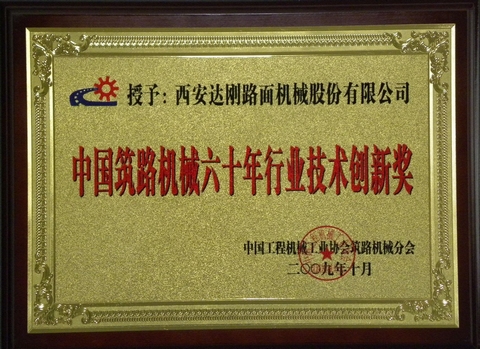 授予：西安达刚路面机械股份有限公司
中国筑路机械六十年行业技术创新奖
中国工程机械工业协会筑路机械分会
二〇〇九年十月